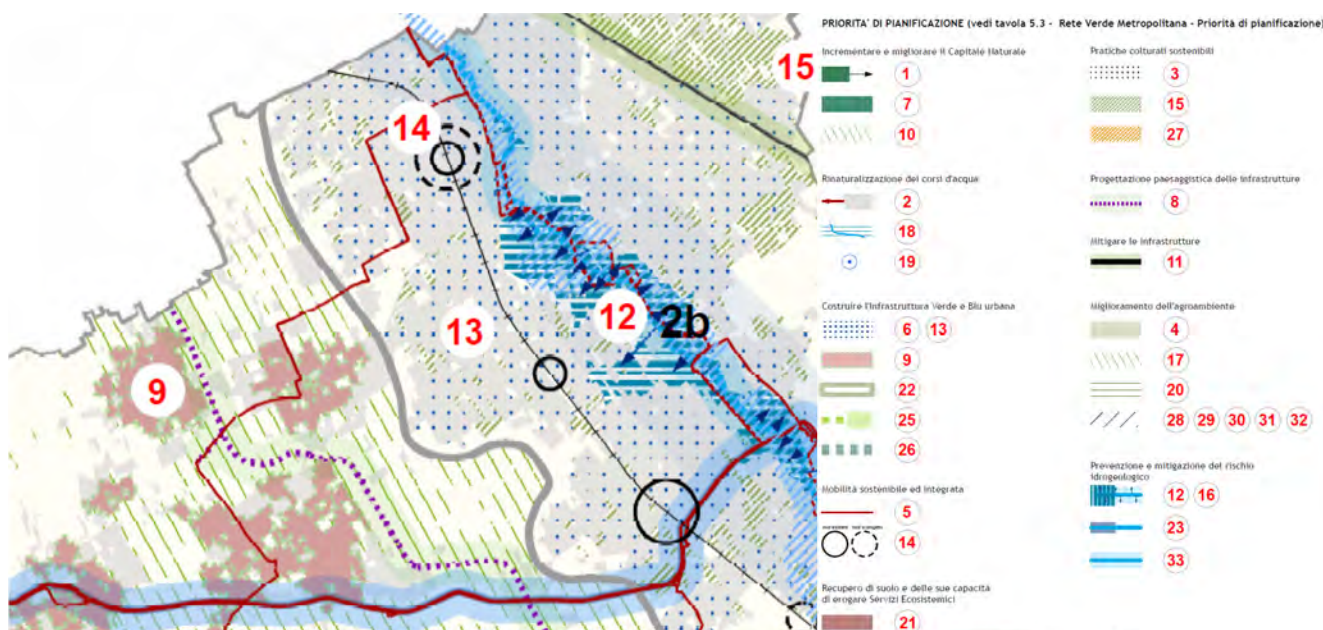 15
14
13
12
2b
9
PRIORITA' DI PIANIFICAZIONE (vedi tavola 5.3 - Rete Verde Metropolitana - Priorità di pianificazione)
Incrementare e migliorare il Capitale Naturale
1
7
10
Rinaturalizzazione dei corsi d'acqua
2
18
19
Costruire l'Infrastruttura Verde e Blu urbana
6 13
9
22
25
26
Mobilità sostenibile ed integrata
5
14
Recupero di suolo e delle sue capacità
di erogare Servizi Ecosistemici
21
Pratiche colturali sostenibili
3
15
27
Progettazione paesaggistica delle infrastrutture
8
Mitigare le infrastrutture
11
Miglioramento dell'agroambiente
4
17
20
28 29 30 31 32
Prevenzione e mitigazione del rischio
idrogeologico
12 16
23
33